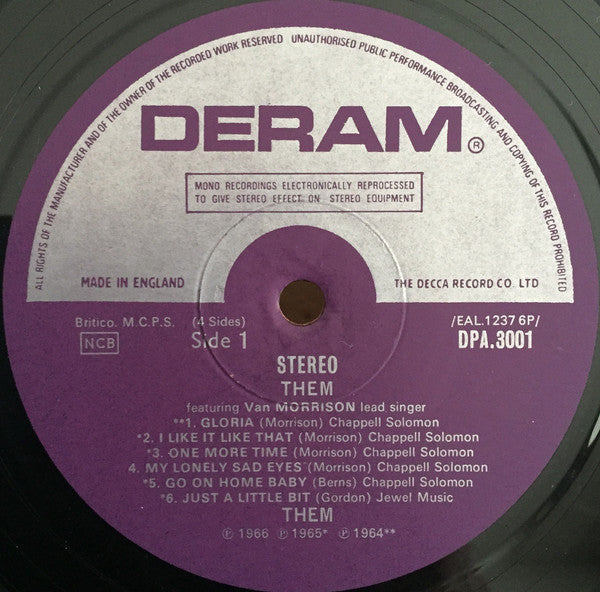 ALL RIGHTS OF THE MANUFACTURER AND OF THE OWNER OF THE RECORDED WORK RESERVED UNAUTHORISED PUBLIC PERFORMANCE BROADCASTING AND COPYING OF THIS RECORD PROHIBITED
DERAM®
MONO RECORDINGS ELECTRONICALLY REPROCESSED
TO GIVE STEREO EFFECT ON STEREO EQUIPMENT
MADE IN ENGLAND
THE DECCA RECORD CO. LTD
Britico. M.C.P.S. (4 Sides)
/EAL.1237 6P/
NCB Side 1
DPA.3001
STEREO
THEM
featuring Van MORRISON lead singer
**1. GLORIA (Morrison) Chappell Solomon
*2. I LIKE IT LIKE THAT (Morrison) Chappell Solomon
*3. ONE MORE TIME (Morrison) Chappell Solomon
4. MY LONELY SAD EYES (Morrison) Chappell Solomon
*5. GO ON HOME BABY (Berns) Chappell Solomon
*6. JUST A LITTLE BIT (Gordon) Jewel Music
THEM
℗ 1966 ℗ 1965* ℗ 1964**